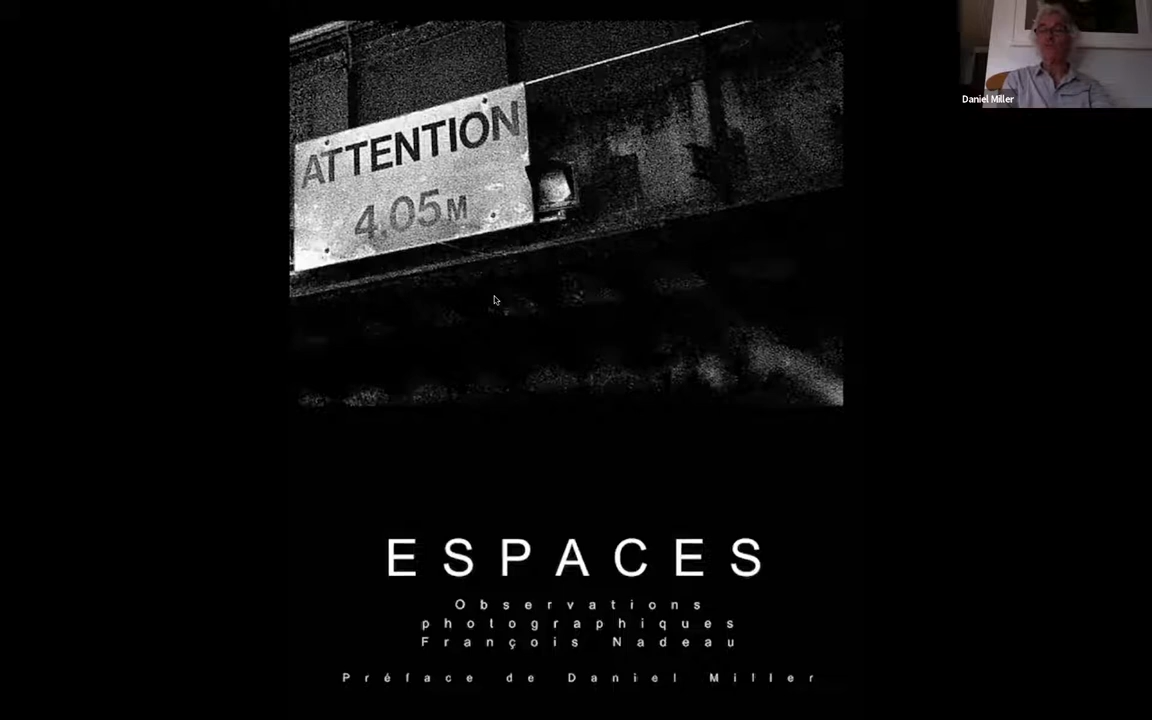 ATTENTION
4.05M
Daniel Miller
ESPACES
Observations
photographiques
François Nadeau
Préface de Daniel Miller